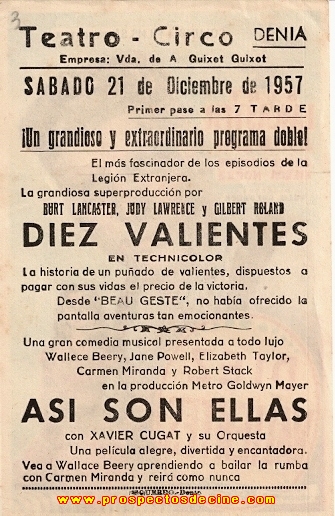 3
Teatro - Circo DENIA
Empresa: Vda. de A Guixot Guixot
SABADO 21 de Diciembre de 1957
Primer pase a las 7 TARDE
¡Un grandioso y extraordinario programa doble!
El más fascinador de los episodios de la
Legión Extranjera.
La grandiosa superproducción por
BURT LANCASTER, JODY LAWRENCE y GILBERT ROLAND
DIEZ VALIENTES
EN TECHNICOLOR
La historia de un puñado de valientes, dispuestos a
pagar con sus vidas el precio de la victoria.
Desde "BEAU GESTE", no había ofrecido la
pantalla aventuras tan emocionantes.
Una gran comedia musical presentada a todo lujo
Wallece Beery, Jane Powell, Elizabeth Taylor,
Carmen Miranda y Robert Stack
en la producción Metro Goldwyn Mayer
ASI SON ELLAS
con XAVIER CUGAT y su Orquesta
Una película alegre, divertida y encantadora.
Vea a Wallace Beery aprendiendo a bailar la rumba
con Carmen Miranda y reirá como nunca
www.prospectosdecine.com